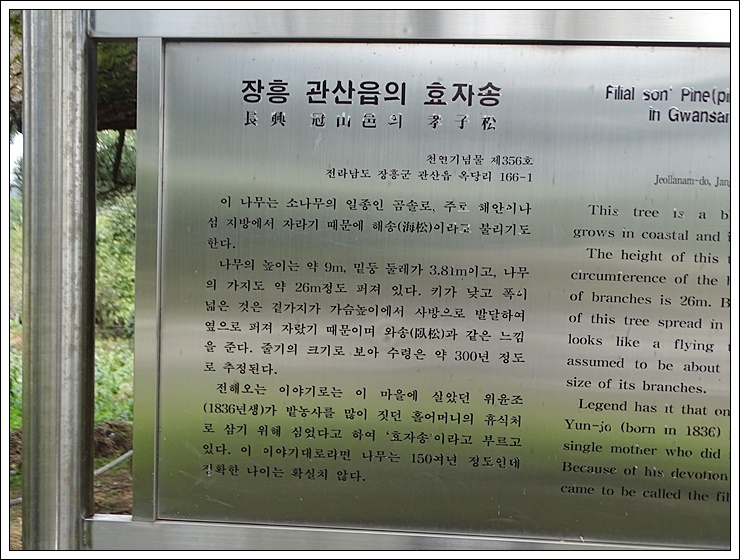 장흥 관산읍의 효자송
長興 冠山邑의 孝子松
천연기념물 제356호
전라남도 장흥군 관산읍 옥당리 166-1
이 나무는 소나무의 일종인 곰솔로, 주로 해안이나
섬 지방에서 자라기 때문에 해송(海松)이라고 불리기도
한다.
나무의 높이는 약 9m, 밑둥 둘레가 3.81m이고, 나무
의 가지도 약 26m정도 퍼져 있다. 키가 낮고 폭이
넓은 것은 곁가지가 가슴높이에서 사방으로 발달하여
옆으로 퍼져 자랐기 때문이며 와송(臥松)과 같은 느낌
을 준다. 줄기의 크기로 보아 수령은 약 300년 정도
로 추정된다.
전해오는 이야기로는 이 마을에 실았던 위윤조
(1836년생)가 밭농사를 많이 짓던 홀어머니의 휴식처
로 삼기 위해 심었다고 하여 '효자송'이라고 부르고
있다. 이 이야기대로라면 나무는 150여년 정도인데
정확한 나이는 확실치 않다.
Filial son' Pine(pi
in Gwansan
Jeollanam-do, Jang
This tree is a b
grows in coastal and i
The height of this t
circumference of the b
of branches is 26m. B
of this tree spread in
looks like a flying
assumed to be about
size of its branches.
Legend has it that on
Yun-jo (born in 1836)
single mother who did
Because of his devotion
came to be called the fil